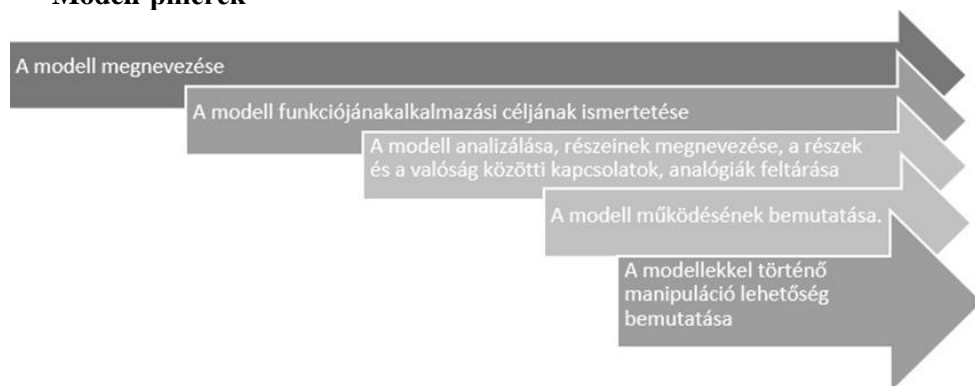 A modell megnevezése
A modell funkciójánakalkalmazási céljának ismertetése
A modell analizálása, részeinek megnevezése, a részek
és a valóság közötti kapcsolatok, analógiák feltárása
A modell működésének bemutatása.
A modellekkel történő
manipuláció lehetőség
bemutatása